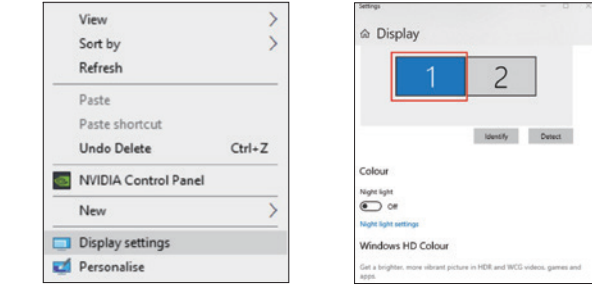 View
Sort by
Refresh
Paste
Paste shortcut
Undo Delete Ctrl+Z
NVIDIA Control Panel
New
Display settings
Personalise
Settings
Display
1 2
Identify Detect
Colour
Night light
Off
Night light settings
Windows HD Colour
Get a brighter, more vibrant picture in HDR and WCG videos, games and
apps.